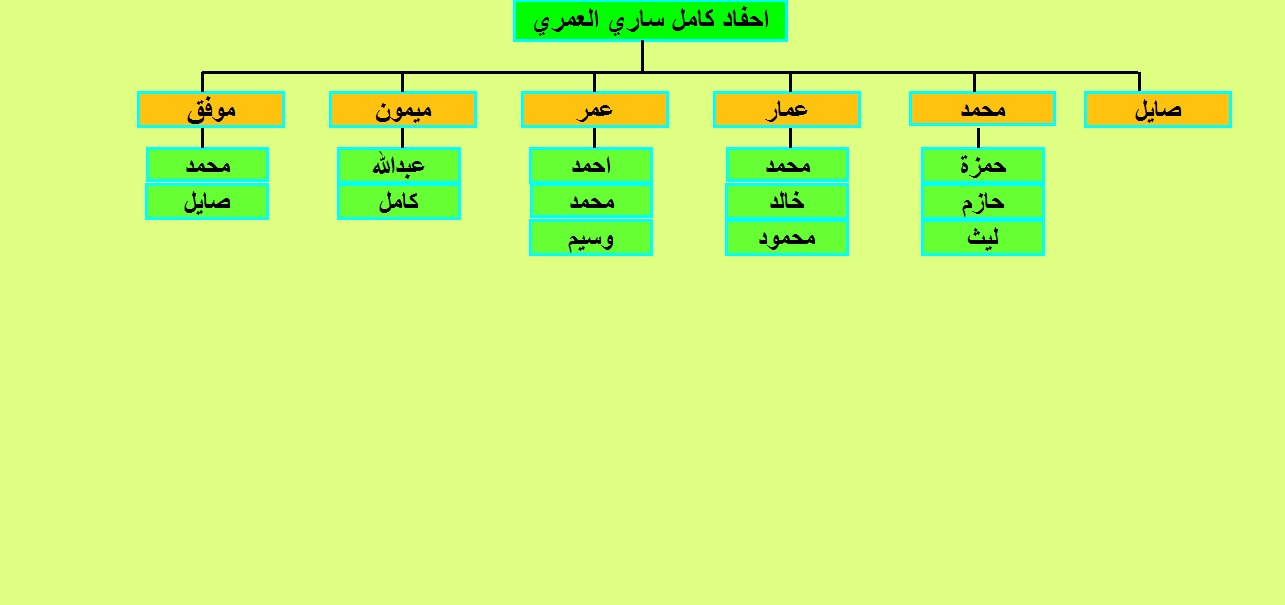 احفاد كامل ساري العمري
صايل
محمد
عمار
عمر
ميمون
موفق
حمزة
حازم
ليث
محمد
خالد
محمود
احمد
محمد
وسيم
عبدالله
كامل
محمد
صايل